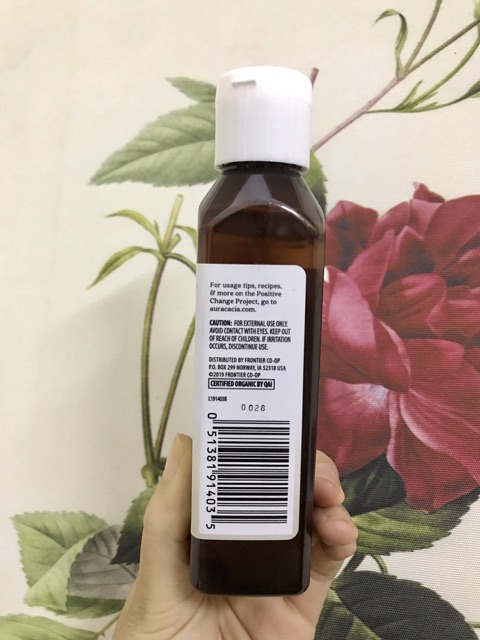 For usage tips, recipes,
& more on the Positive
Change Project, go to
auracacia.com.
CAUTION: FOR EXTERNAL USE ONLY.
AVOID CONTACT WITH EYES. KEEP OUT
OF REACH OF CHILDREN. IF IRRITATION
OCCURS, DISCONTINUE USE.
DISTRIBUTED BY FRONTIER CO-OP
P.O. BOX 299 NORWAY, IA 52318 USA
©2019 FRONTIER CO-OP
CERTIFIED ORGANIC BY QAI
L191403B
0028
0 51381 91403 5